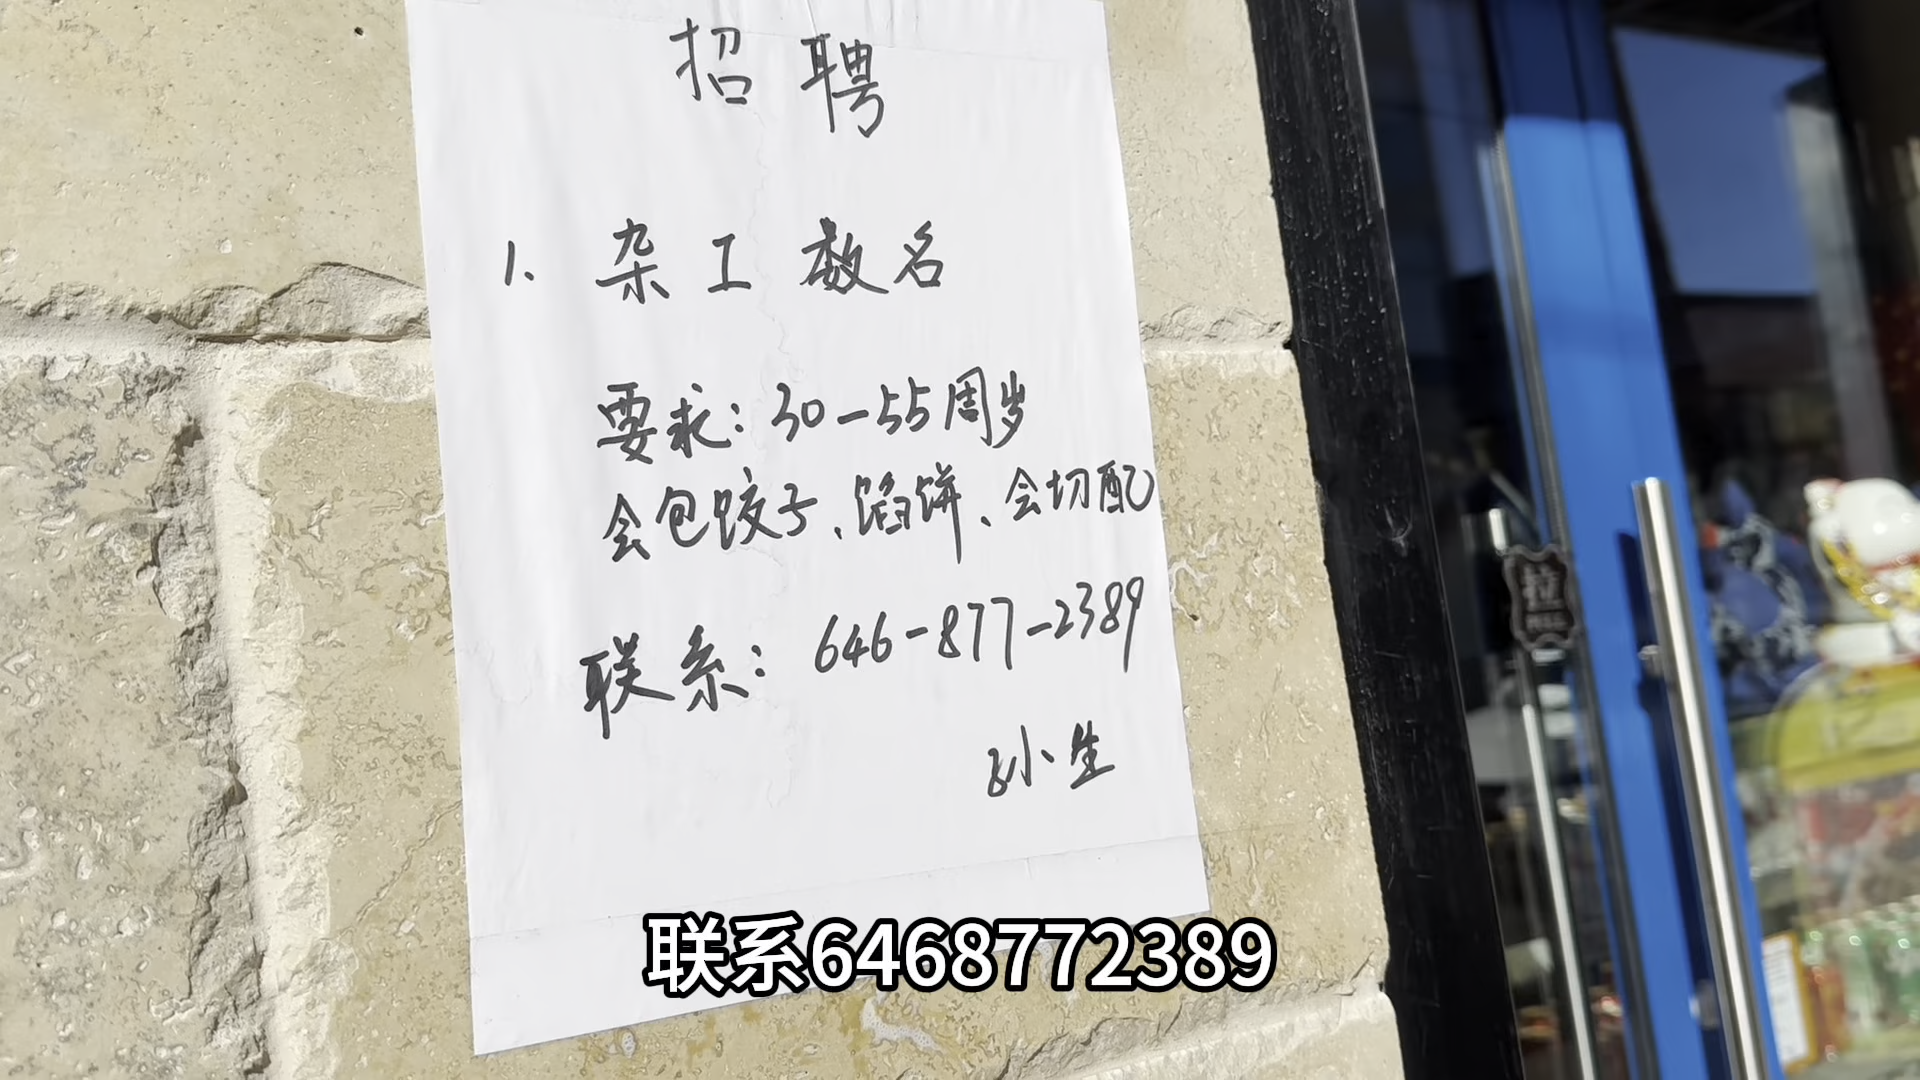 招聘
1. 杂工数名
要求：30-55周岁
会包饺子、馅饼、会切配
联系：646-877-2389
孙生
拉
联系6468772389